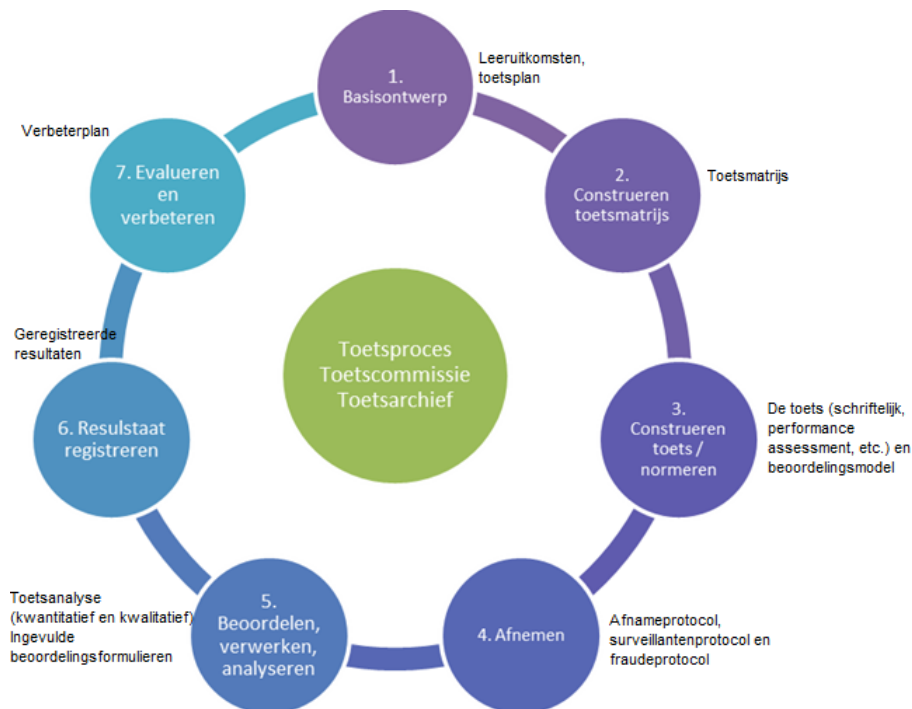 1.
Basisontwerp
Leeruitkomsten,
toetsplan
2.
Construeren
toetsmatrijs
Toetsmatrijs
3.
Construeren
toets /
normeren
De toets (schriftelijk,
performance
assessment, etc.) en
beoordelingsmodel
4. Afnemen
Afnameprotocol,
surveillantenprotocol en
fraudeprotocol
5.
Beoordelen,
verwerken,
analyseren
Toetsanalyse
(kwantitatief en kwalitatief)
Ingevulde
beoordelingsformulieren
6. Resulstaat
registreren
Geregistreerde
resultaten
7. Evalueren
en
verbeteren
Verbeterplan
Toetsproces
Toetscommissie
Toetsarchief